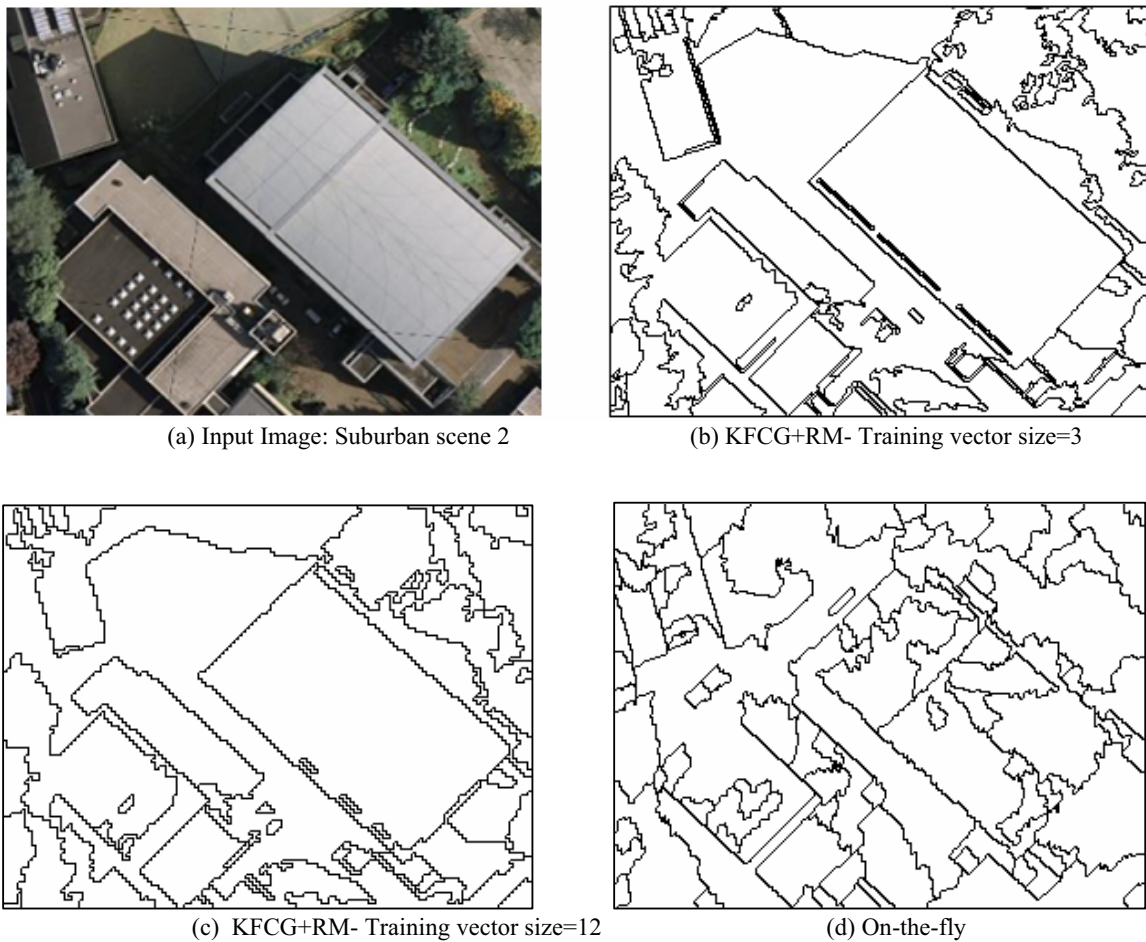 (a) Input Image: Suburban scene 2
(b) KFCG+RM- Training vector size=3
(c) KFCG+RM- Training vector size=12
(d) On-the-fly